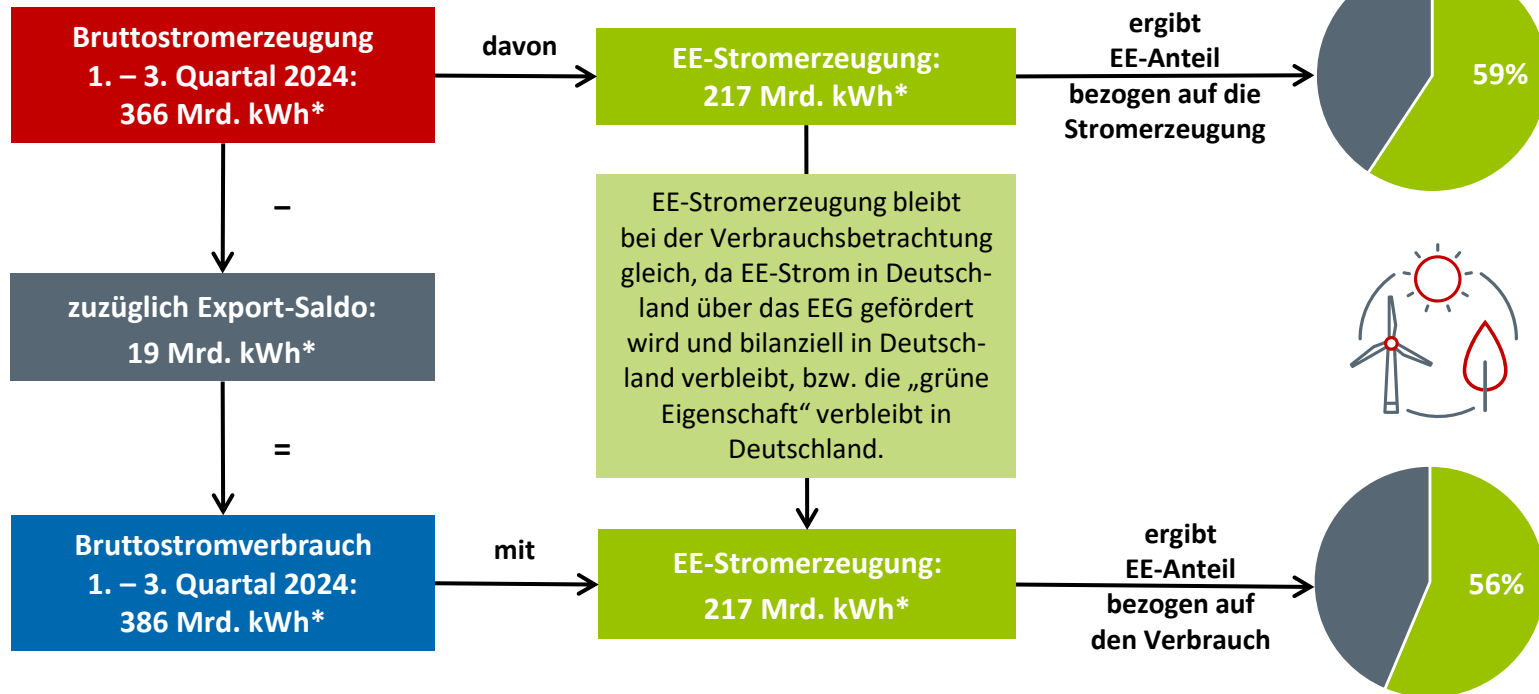 Bruttostromerzeugung
1. – 3. Quartal 2024:
366 Mrd. kWh*
davon
EE-Stromerzeugung:
217 Mrd. kWh*
ergibt
EE-Anteil
bezogen auf die
Stromerzeugung
59%
–
EE-Stromerzeugung bleibt
bei der Verbrauchsbetrachtung
gleich, da EE-Strom in Deutsch-
land über das EEG gefördert
wird und bilanziell in Deutsch-
land verbleibt, bzw. die „grüne
Eigenschaft“ verbleibt in
Deutschland.
zuzüglich Export-Saldo:
19 Mrd. kWh*
=
Bruttostromverbrauch
1. – 3. Quartal 2024:
386 Mrd. kWh*
mit
EE-Stromerzeugung:
217 Mrd. kWh*
ergibt
EE-Anteil
bezogen auf
den Verbrauch
56%